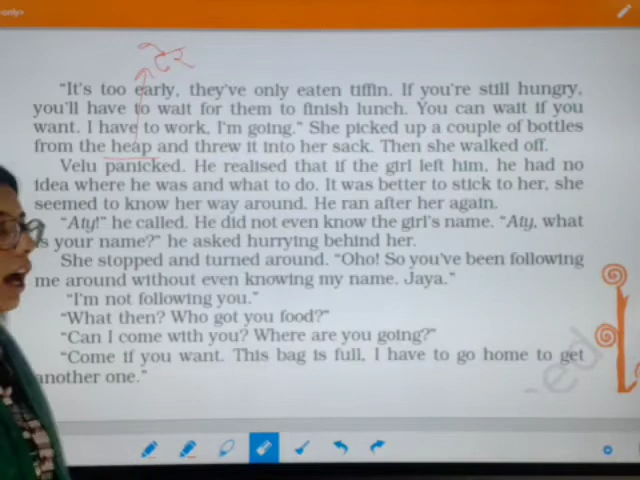 only>
ढेर
“It's too early, they've only eaten tiffin. If you're still hungry,
you'll have to wait for them to finish lunch. You can wait if you
want. I have to work, I'm going.” She picked up a couple of bottles
from the heap and threw it into her sack. Then she walked off.
Velu panicked. He realised that if the girl left him, he had no
idea where he was and what to do. It was better to stick to her, she
seemed to know her way around. He ran after her again.
“Aty!” he called. He did not even know the girl's name. “Aty, what
is your name?” he asked hurrying behind her.
She stopped and turned around. “Oho! So you've been following
me around without even knowing my name. Jaya.”
“I'm not following you.”
“What then? Who got you food?”
“Can I come with you? Where are you going?”
“Come if you want. This bag is full, I have to go home to get
another one.”